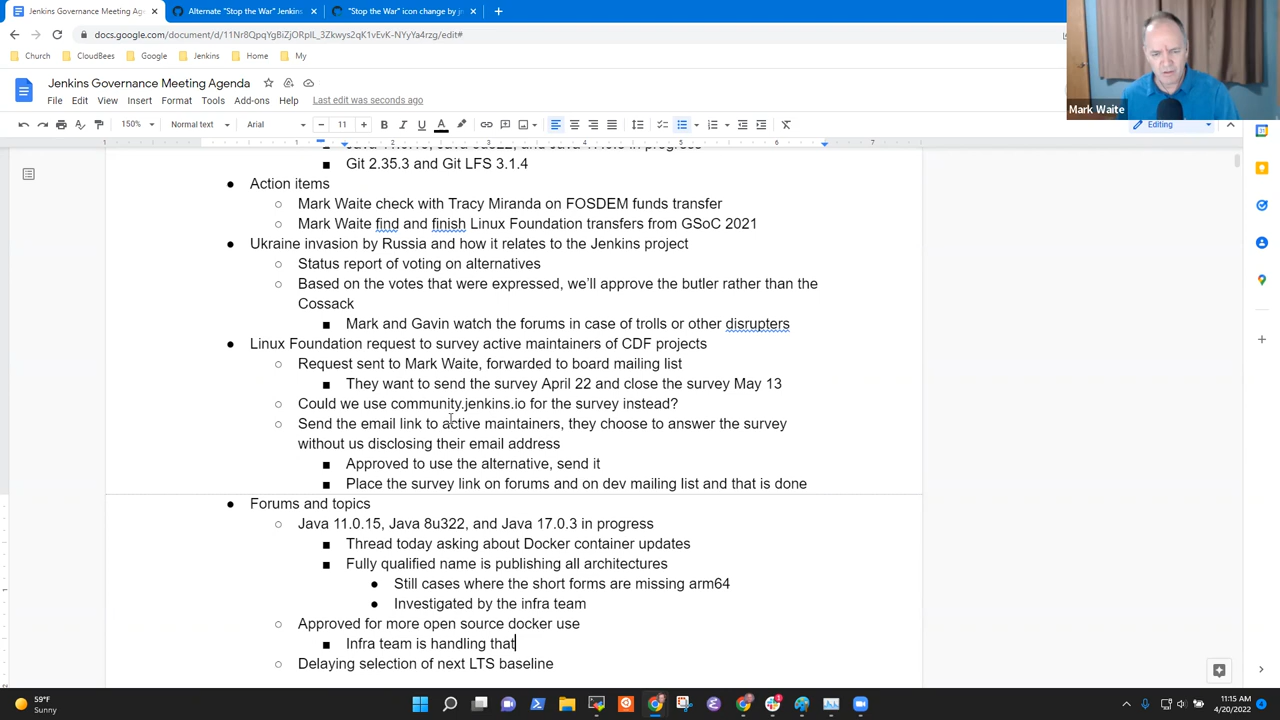 Jenkins Governance Meeting Ag
Alternate "Stop the War" Jenkins
"Stop the War" icon change by jn
docs.google.com/document/d/11Nr8QpqYgBiZjORpIL_3Zkwys2qK1vEvK-NYyYa4rzg/edit#
Church
CloudBees
Google
Jenkins
Home
My
Jenkins Governance Meeting Agenda
File Edit View Insert Format Tools Add-ons Help Last edit was seconds ago
150% Normal text Arial 11 Editing
Mark Waite
1 1 2 3 4 5 6 7
Git 2.35.3 and Git LFS 3.1.4
Action items
Mark Waite check with Tracy Miranda on FOSDEM funds transfer
Mark Waite find and finish Linux Foundation transfers from GSoC 2021
Ukraine invasion by Russia and how it relates to the Jenkins project
Status report of voting on alternatives
Based on the votes that were expressed, we'll approve the butler rather than the
Cossack
Mark and Gavin watch the forums in case of trolls or other disrupters
Linux Foundation request to survey active maintainers of CDF projects
Request sent to Mark Waite, forwarded to board mailing list
They want to send the survey April 22 and close the survey May 13
Could we use community.jenkins.io for the survey instead?
Send the email link to active maintainers, they choose to answer the survey
without us disclosing their email address
Approved to use the alternative, send it
Place the survey link on forums and on dev mailing list and that is done
Forums and topics
Java 11.0.15, Java 8u322, and Java 17.0.3 in progress
Thread today asking about Docker container updates
Fully qualified name is publishing all architectures
Still cases where the short forms are missing arm64
Investigated by the infra team
Approved for more open source docker use
Infra team is handling that
Delaying selection of next LTS baseline
59°F
Sunny
11:15 AM
4/20/2022